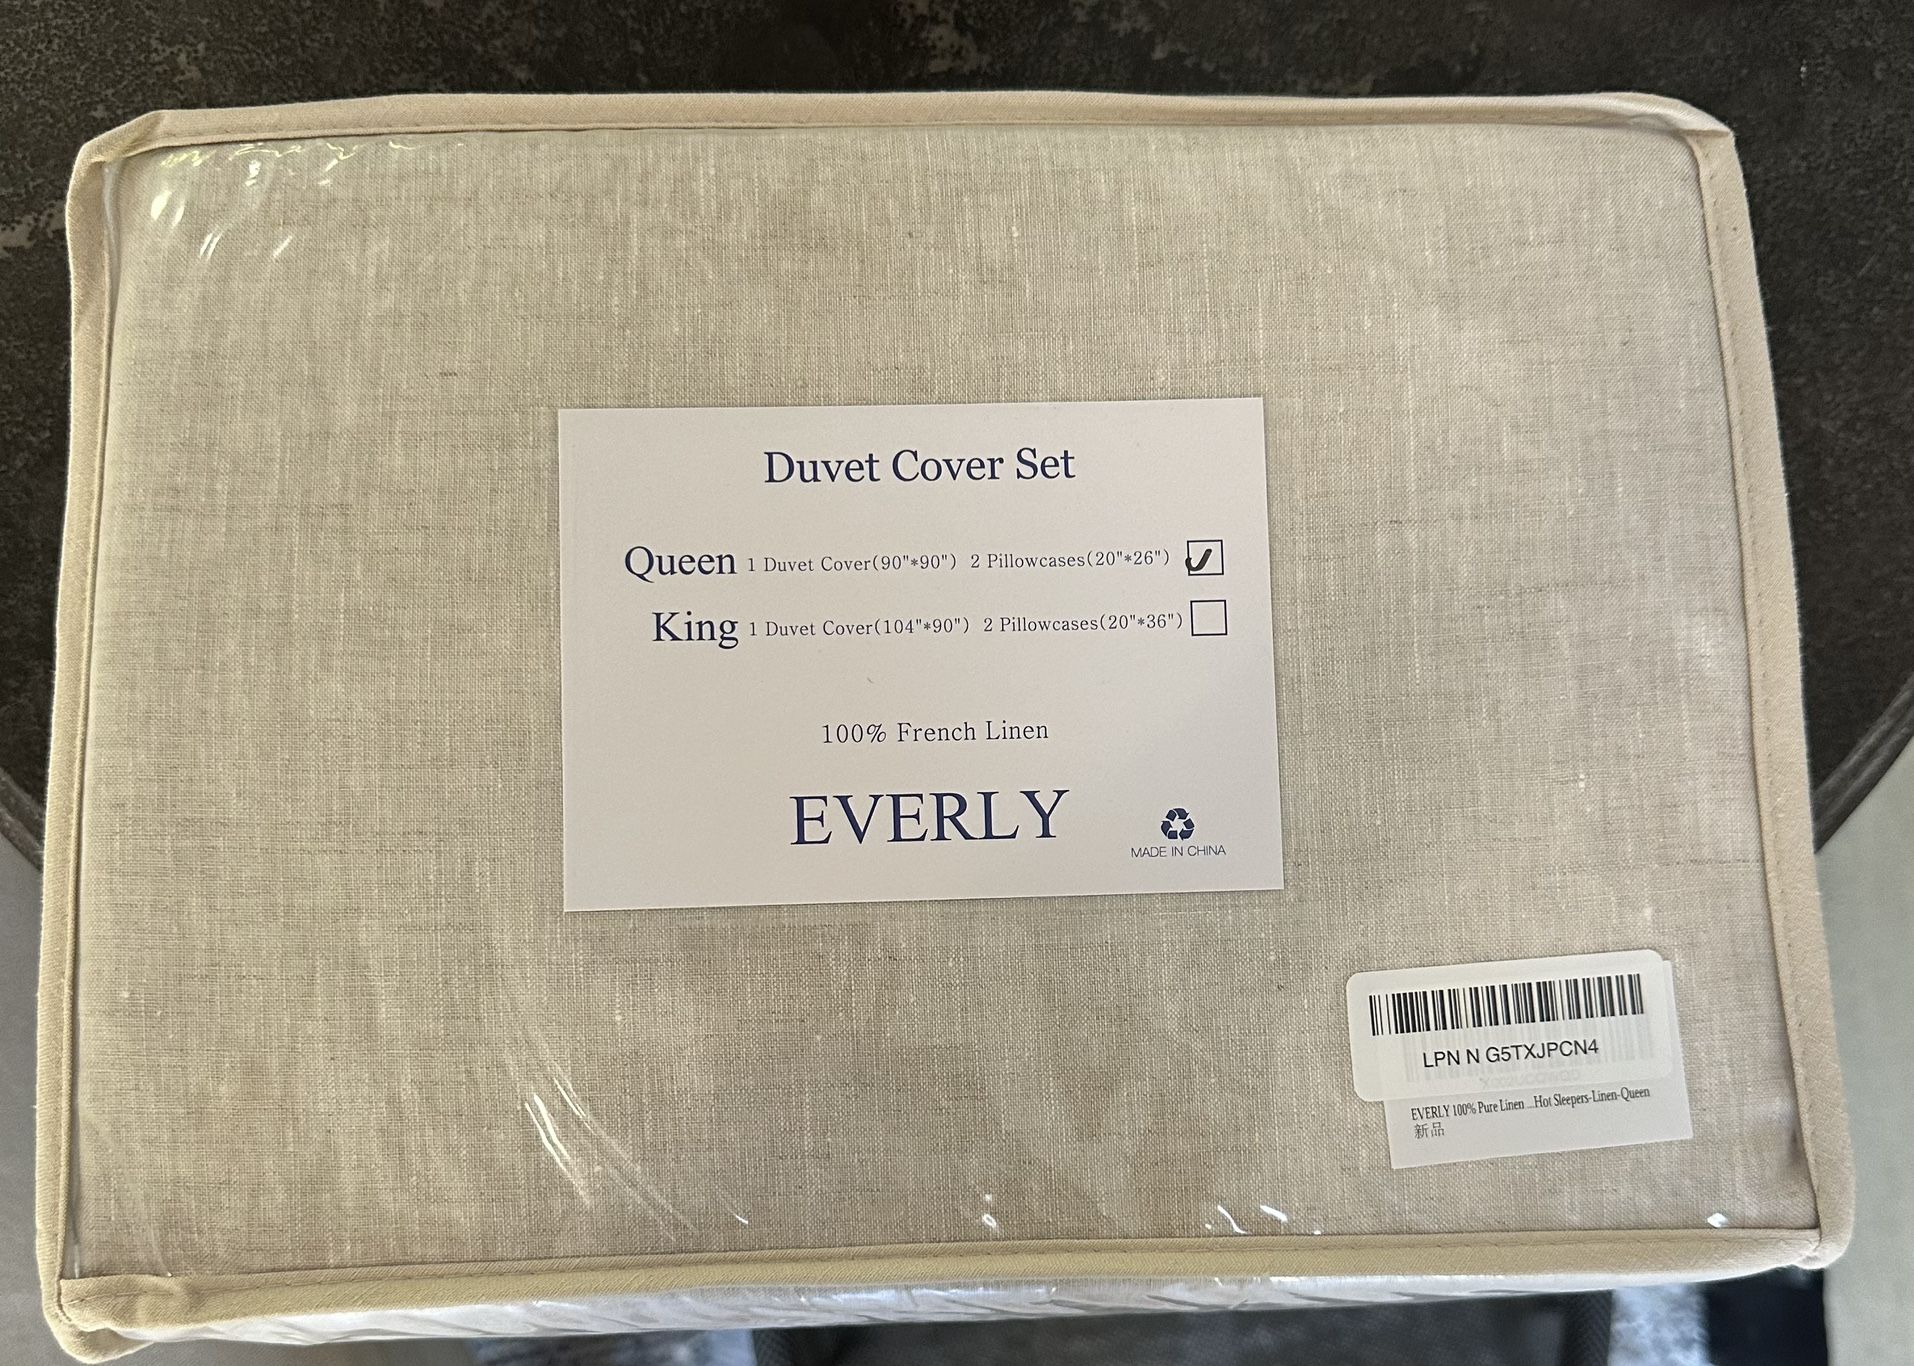 Duvet Cover Set
Queen 1 Duvet Cover(90"*90") 2 Pillowcases(20"*26")
King 1 Duvet Cover(104"*90") 2 Pillowcases(20"*36")
100% French Linen
EVERLY
MADE IN CHINA
LPN N G5TXJPCN4
EVERLY 100% Pure Linen ...Hot Sleepers-Linen-Queen
新品